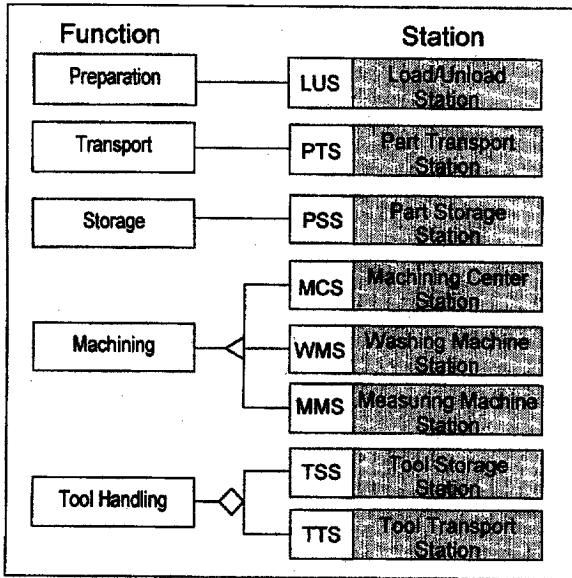 Function Station
Preparation LUS Load/Unload
Station
Transport PTS Part Transport
Station
Storage PSS Part Storage
Station
MCS Machining Center
Station
Machining WMS Washing Machine
Station
MMS Measuring Machine
Station
TSS Tool Storage
Station
Tool Handling
TTS Tool Transport
Station